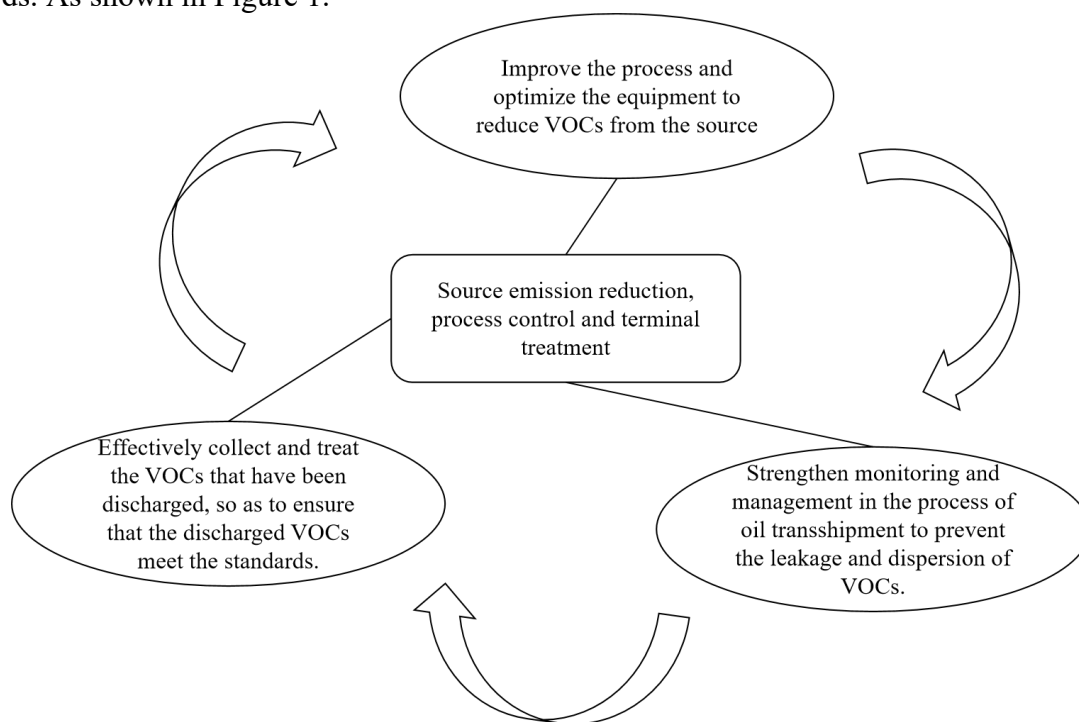 ds. As shown in Figure 1.
Improve the process and
optimize the equipment to
reduce VOCs from the source
Source emission reduction,
process control and terminal
treatment
Effectively collect and treat
the VOCs that have been
discharged, so as to ensure
that the discharged VOCs
meet the standards.
Strengthen monitoring and
management in the process of
oil transshipment to prevent
the leakage and dispersion of
VOCs.